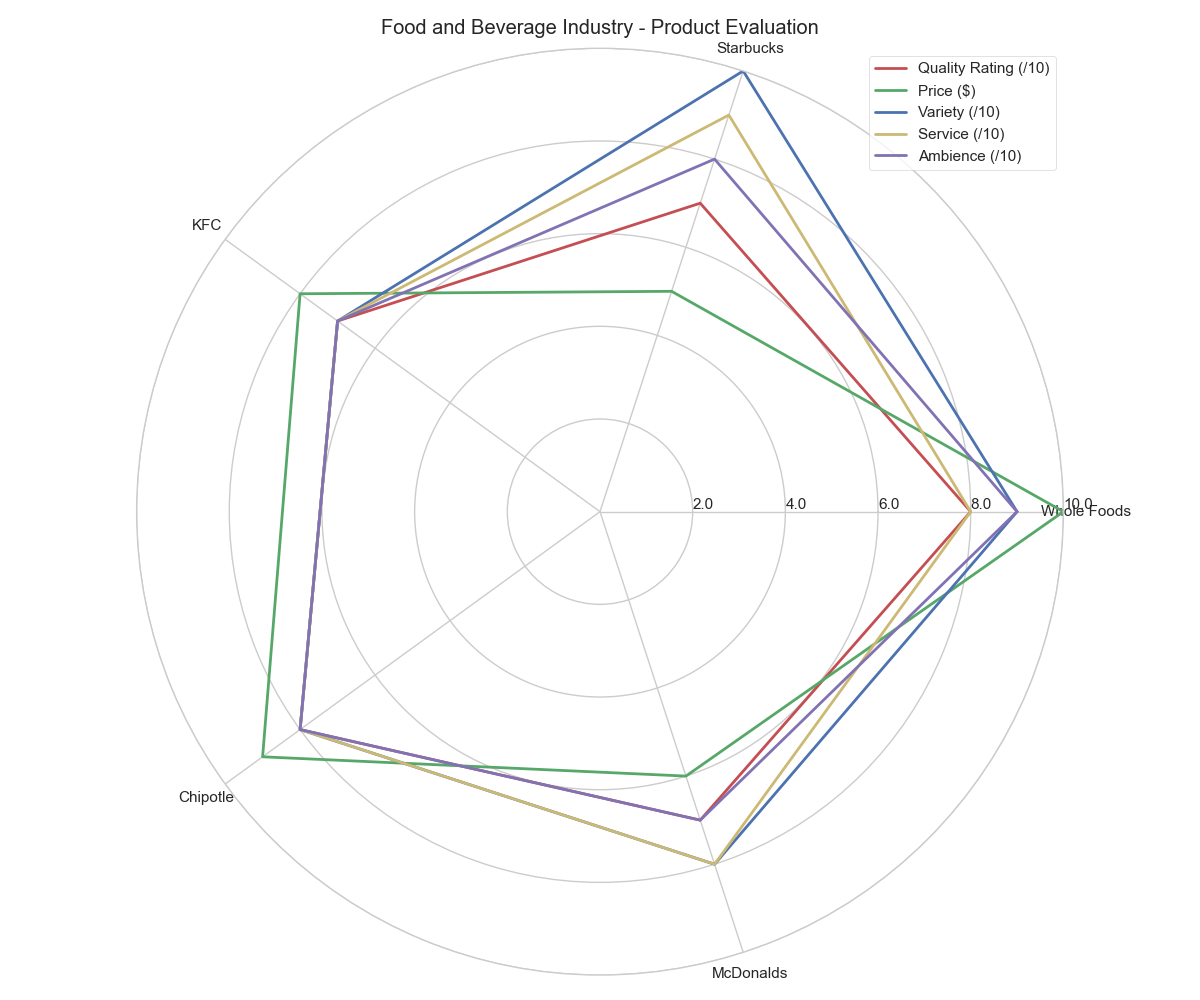 Food and Beverage Industry - Product Evaluation
Starbucks
Quality Rating (/10)
Price ($)
Variety (/10)
Service (/10)
Ambience (/10)
KFC
2.0
4.0
6.0
8.0
10.0
Whole Foods
Chipotle
McDonalds